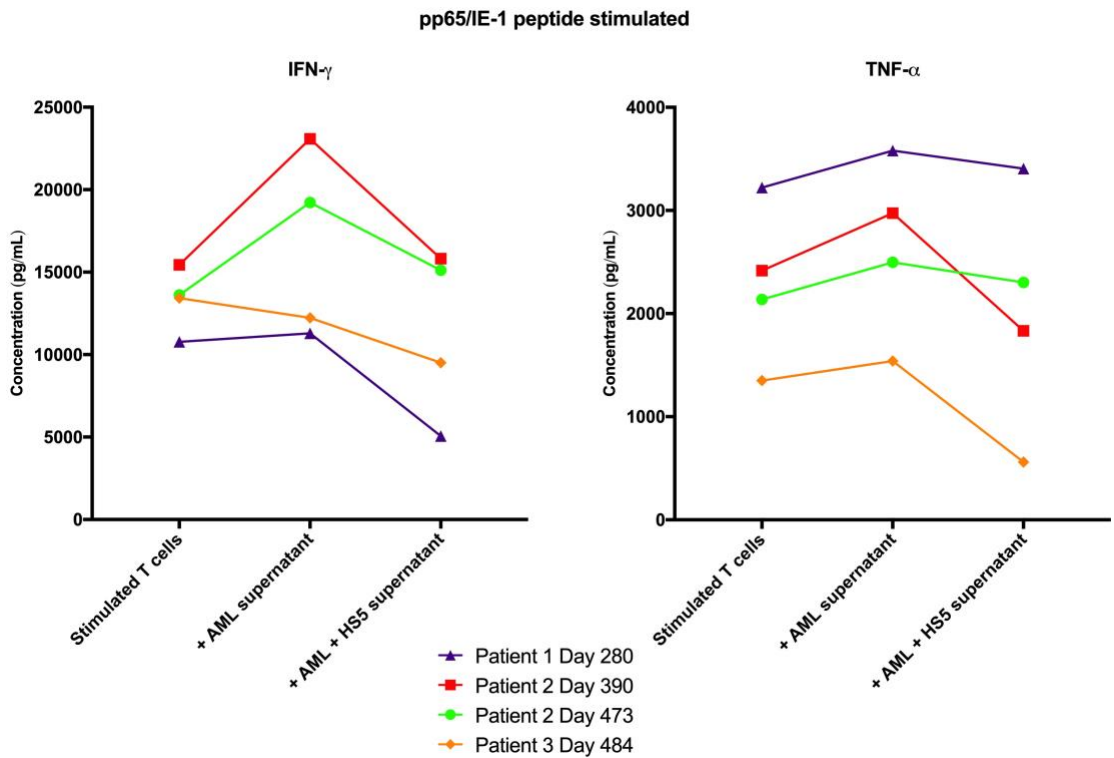 pp65/IE-1 peptide stimulated
IFN-γ
Concentration (pg/mL)
25000
20000
15000
10000
5000
0
Stimulated T cells
+ AML supernatant
+ AML + HS5 supernatant
TNF-α
Concentration (pg/mL)
4000
3000
2000
1000
0
Stimulated T cells
+ AML supernatant
+ AML + HS5 supernatant
Patient 1 Day 280
Patient 2 Day 390
Patient 2 Day 473
Patient 3 Day 484